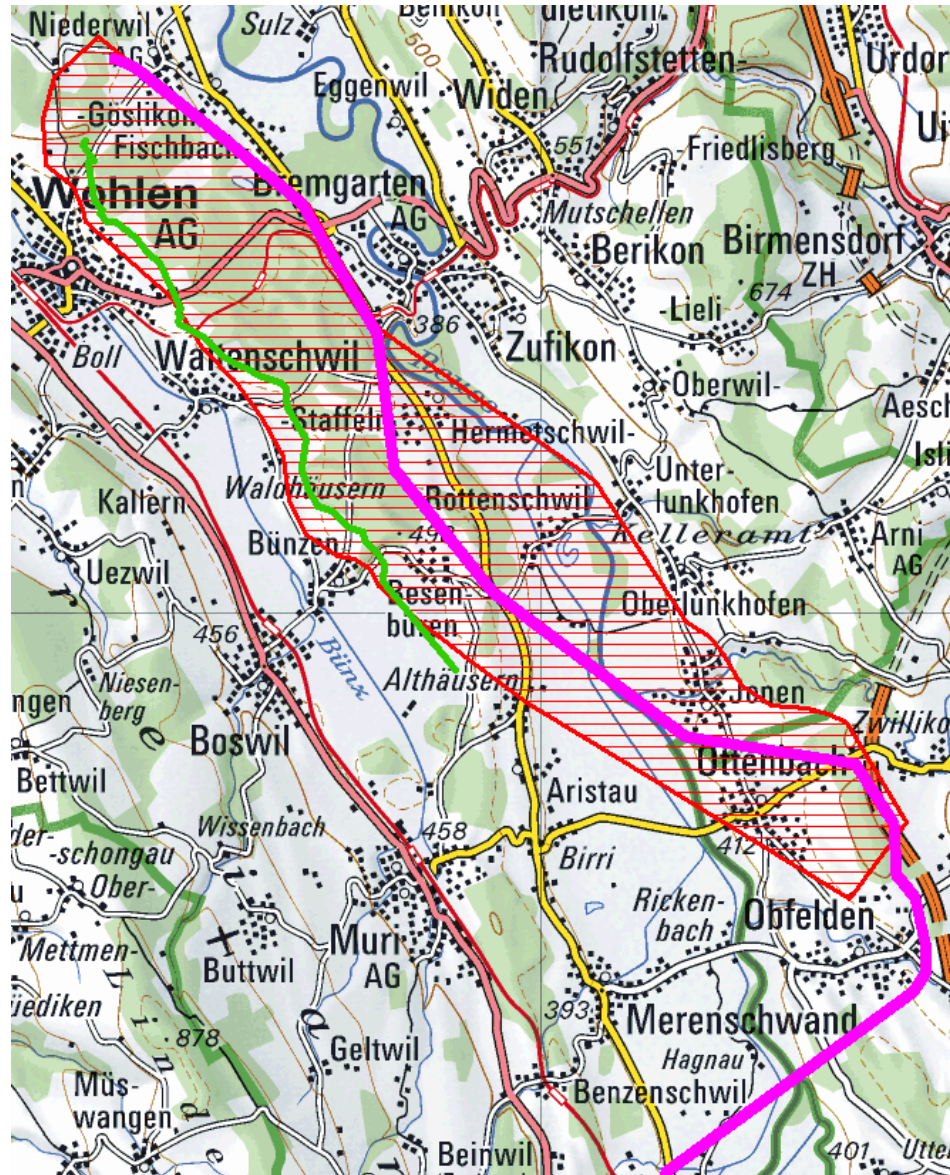 Niederwil
AG
Sulz
500
Rudolfstetten-
Eggenwil
Widen
-Göslikon
Fischbach-
551
-Friedlisberg
Wohlen
AG
Bremgarten
AG
Mutschellen
Berikon
Birmensdorf
ZH
674
-Lieli
386
Zufikon
Boll
Waltenschwil
Oberwil-
Aesch
-Staffeln
Hermetschwil-
Unter-
lunkhofen
Kallern
Waldhäusern
Rottenschwil
Kelleramt
Arni
AG
Bünzen
Uezwil
Besen-
büren
Oberlunkhofen
456
Bünz
Niesen-
berg
Althäusern
Jonen
Boswil
Ottenbach
Bettwil
Aristau
Wissenbach
458
Birri
412
-schongau
Ober-
Ricken-
bach
Obfelden
Mettmen-
Buttwil
Muri
AG
393
Merenschwand
878
Geltwil
Hagnau
Müs-
wangen
Benzenschwil
Beinwil
401